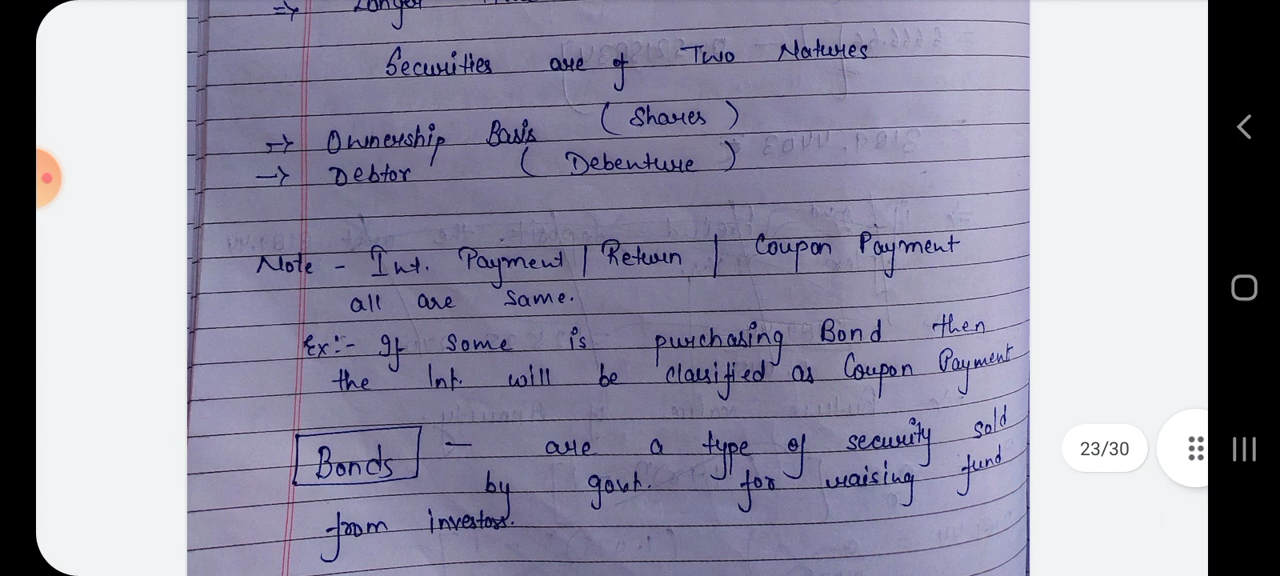 => Longer
Securities are of Two Natures
-> Ownership Basis ( Shares )
-> Debtor ( Debenture )
Note - Int. Payment | Return | Coupon Payment
all are same.
Ex:- If some is purchasing Bond then
the Int. will be classified as Coupon Payment
Bonds — are a type of security sold
by govt. for raising fund
from investors.
23/30